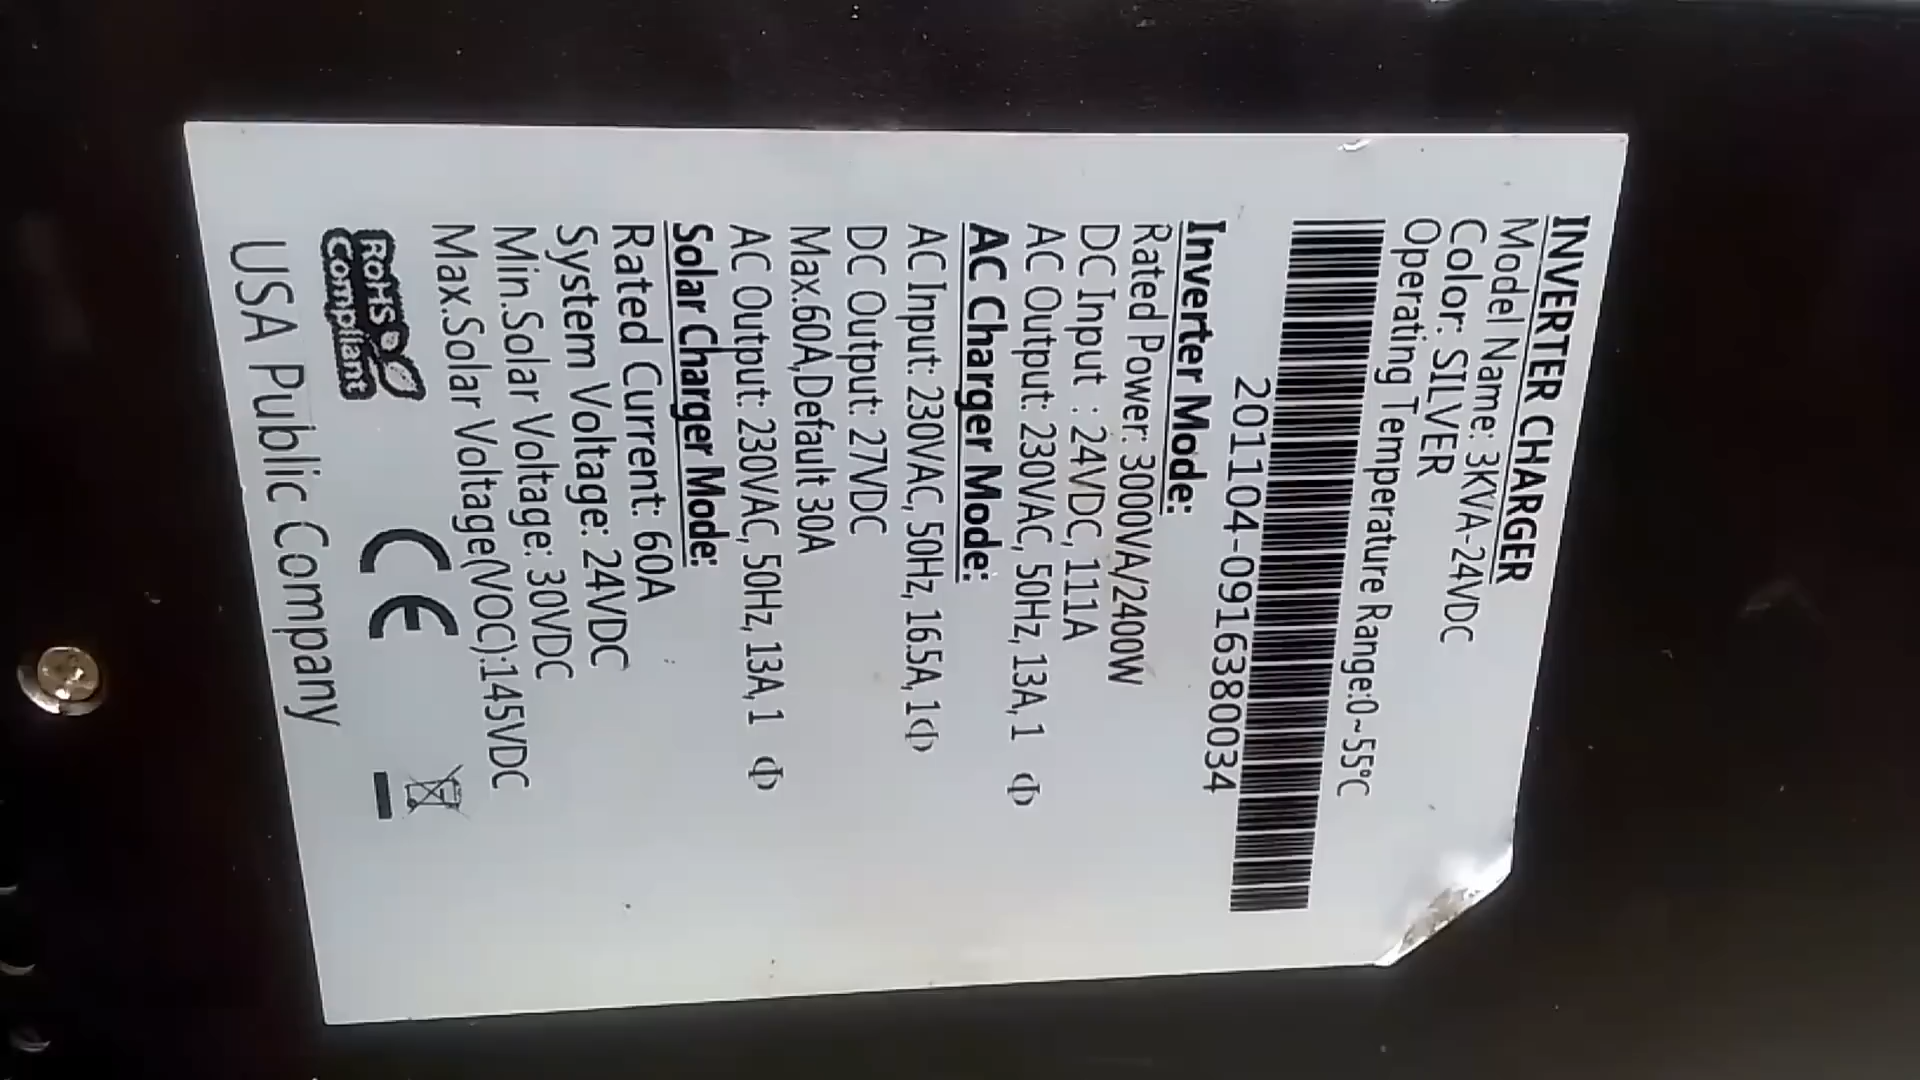 INVERTER CHARGER
Model Name: 3KVA-24VDC
Color: SILVER
Operating Temperature Range:0~55°C
201104-0916380034
Inverter Mode:
Rated Power: 3000VA/2400W
DC Input : 24VDC, 111A
AC Output: 230VAC, 50Hz, 13A, 1 Φ
AC Charger Mode:
AC Input: 230VAC, 50Hz, 16.5A, 1Φ
DC Output: 27VDC
Max.60A,Default 30A
AC Output: 230VAC, 50Hz, 13A, 1 Φ
Solar Charger Mode:
Rated Current: 60A
System Voltage: 24VDC
Min.Solar Voltage: 30VDC
Max.Solar Voltage(VOC):145VDC
RoHS
Compliant
CE
USA Public Company